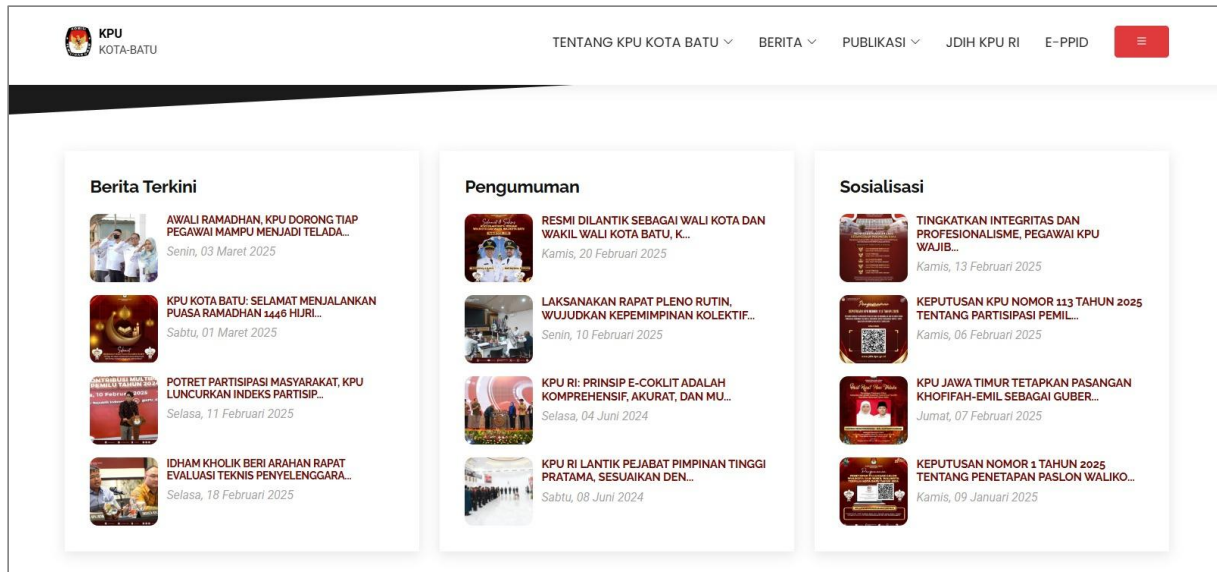 KPU
KOTA-BATU
TENTANG KPU KOTA BATU
BERITA
PUBLIKASI
JDIH KPU RI
E-PPID
Berita Terkini
AWALI RAMADHAN, KPU DORONG TIAP
PEGAWAI MAMPU MENJADI TELADA...
Senin, 03 Maret 2025
KPU KOTA BATU: SELAMAT MENJALANKAN
PUASA RAMADHAN 1446 HIJRI...
Sabtu, 01 Maret 2025
POTRET PARTISIPASI MASYARAKAT, KPU
LUNCURKAN INDEKS PARTISIP...
Selasa, 11 Februari 2025
IDHAM KHOLIK BERI ARAHAN RAPAT
EVALUASI TEKNIS PENYELENGGARA...
Selasa, 18 Februari 2025
Pengumuman
RESMI DILANTIK SEBAGAI WALI KOTA DAN
WAKIL WALI KOTA BATU, K...
Kamis, 20 Februari 2025
LAKSANAKAN RAPAT PLENO RUTIN,
WUJUDKAN KEPEMIMPINAN KOLEKTIF...
Senin, 10 Februari 2025
KPU RI: PRINSIP E-COKLIT ADALAH
KOMPREHENSIF, AKURAT, DAN MU...
Selasa, 04 Juni 2024
KPU RI LANTIK PEJABAT PIMPINAN TINGGI
PRATAMA, SESUAIKAN DEN...
Sabtu, 08 Juni 2024
Sosialisasi
TINGKATKAN INTEGRITAS DAN
PROFESIONALISME, PEGAWAI KPU
WAJIB...
Kamis, 13 Februari 2025
KEPUTUSAN KPU NOMOR 113 TAHUN 2025
TENTANG PARTISIPASI PEMIL...
Kamis, 06 Februari 2025
KPU JAWA TIMUR TETAPKAN PASANGAN
KHOFIFAH-EMIL SEBAGAI GUBER...
Jumat, 07 Februari 2025
KEPUTUSAN NOMOR 1 TAHUN 2025
TENTANG PENETAPAN PASLON WALIKO...
Kamis, 09 Januari 2025